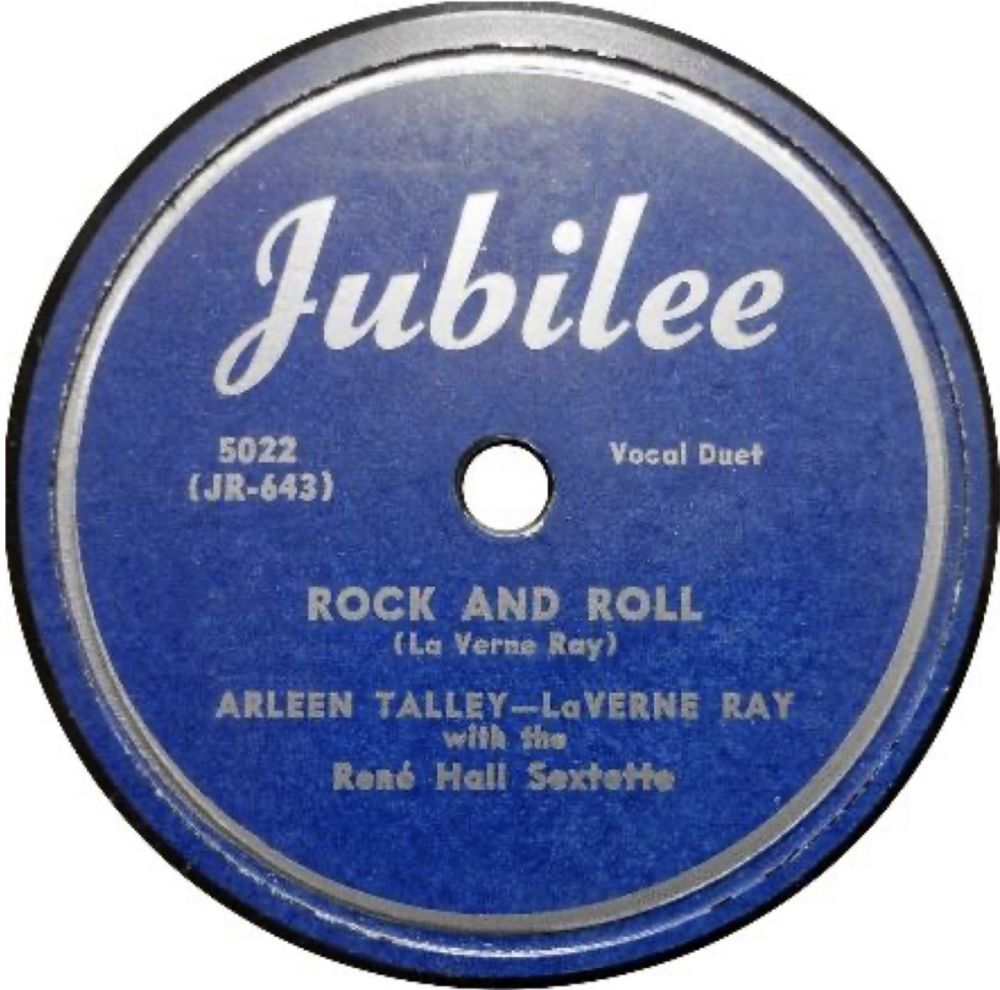 Jubilee
5022
(JR-643)
Vocal Duet
ROCK AND ROLL
(La Verne Ray)
ARLEEN TALLEY—LaVERNE RAY
with the
René Hall Sextette